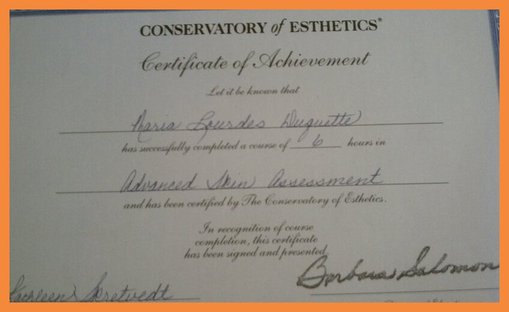 CONSERVATORY of ESTHETICS®
Certificate of Achievement
Let it be known that
Maria Lourdes Duguette
has successfully completed a course of 6 hours in
Advanced Skin Assessment
and has been certified by The Conservatory of Esthetics.
In recognition of course
completion, this certificate
has been signed and presented
Barbara Salomon